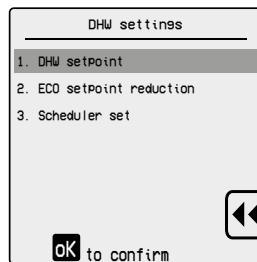 DHW settings
1. DHW setpoint
2. ECO setpoint reduction
3. Scheduler set
OK to confirm